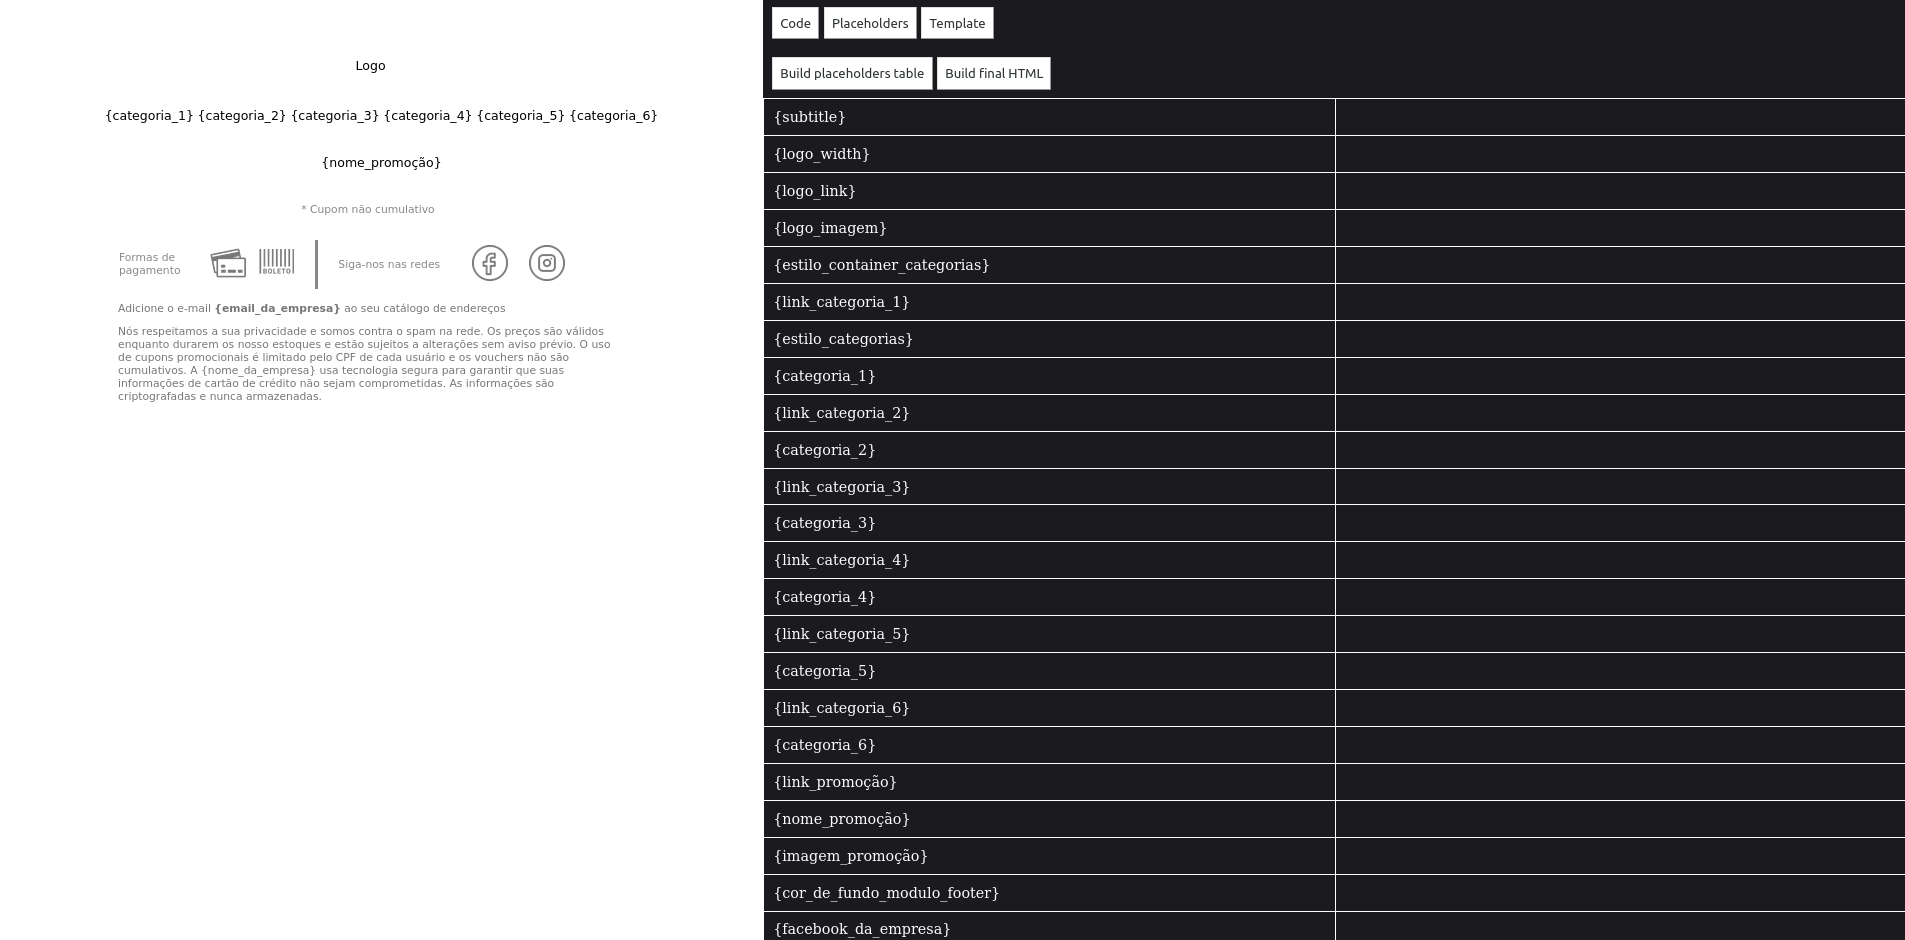 Logo
{categoria_1} {categoria_2} {categoria_3} {categoria_4} {categoria_5} {categoria_6}
{nome_promoção}
* Cupom não cumulativo
Formas de
pagamento
BOLETO
Siga-nos nas redes
Adicione o e-mail {email_da_empresa} ao seu catálogo de endereços
Nós respeitamos a sua privacidade e somos contra o spam na rede. Os preços são válidos
enquanto durarem os nosso estoques e estão sujeitos a alterações sem aviso prévio. O uso
de cupons promocionais é limitado pelo CPF de cada usuário e os vouchers não são
cumulativos. A {nome_da_empresa} usa tecnologia segura para garantir que suas
informações de cartão de crédito não sejam comprometidas. As informações são
criptografadas e nunca armazenadas.
Code Placeholders Template
Build placeholders table Build final HTML
{subtitle}
{logo_width}
{logo_link}
{logo_imagem}
{estilo_container_categorias}
{link_categoria_1}
{estilo_categorias}
{categoria_1}
{link_categoria_2}
{categoria_2}
{link_categoria_3}
{categoria_3}
{link_categoria_4}
{categoria_4}
{link_categoria_5}
{categoria_5}
{link_categoria_6}
{categoria_6}
{link_promoção}
{nome_promoção}
{imagem_promoção}
{cor_de_fundo_modulo_footer}
{facebook_da_empresa}